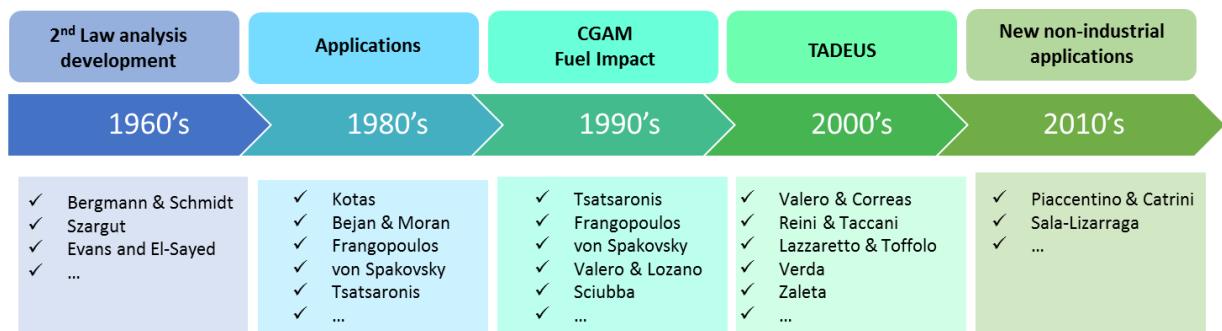 2nd Law analysis
development
Applications
CGAM
Fuel Impact
TADEUS
New non-industrial
applications
1960’s
1980’s
1990’s
2000’s
2010’s
✓ Bergmann & Schmidt
✓ Szargut
✓ Evans and El-Sayed
✓ ...
✓ Kotas
✓ Bejan & Moran
✓ Frangopoulos
✓ von Spakovsky
✓ Tsatsaronis
✓ ...
✓ Tsatsaronis
✓ Frangopoulos
✓ von Spakovsky
✓ Valero & Lozano
✓ Sciubba
✓ ...
✓ Valero & Correas
✓ Reini & Taccani
✓ Lazzaretto & Toffolo
✓ Verda
✓ Zaleta
✓ ...
✓ Piaccentino & Catrini
✓ Sala-Lizarraga
✓ ...